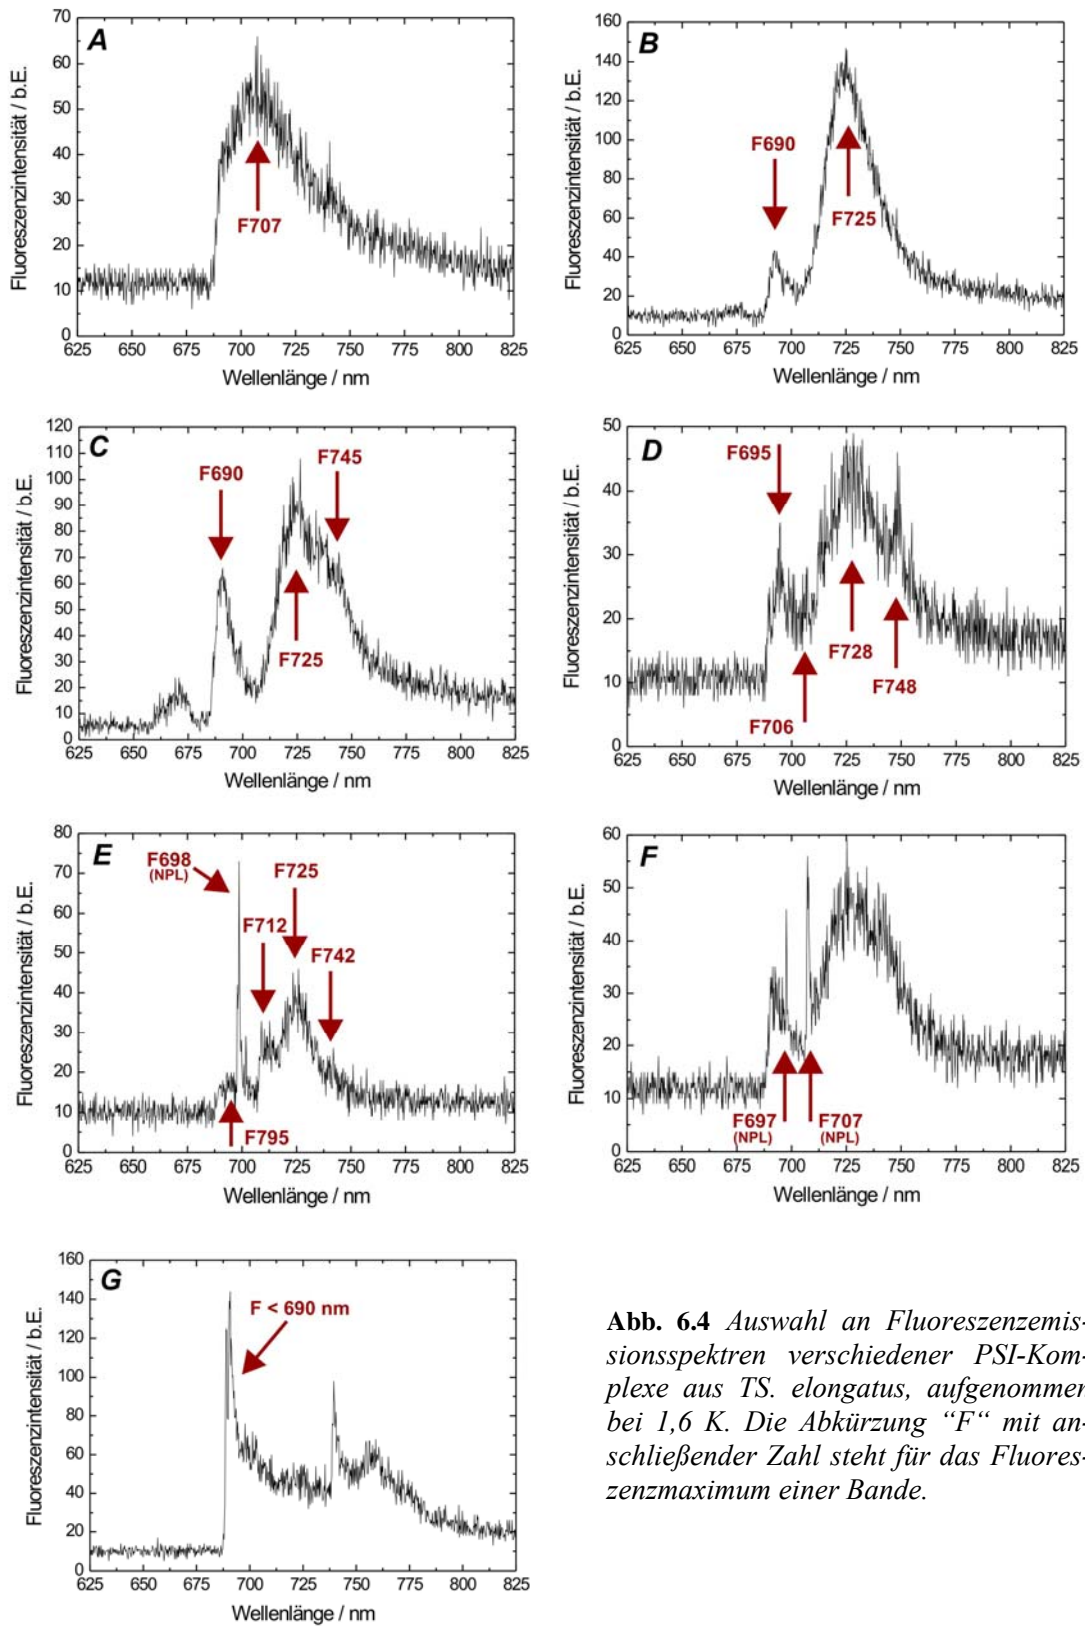 A
Fluoreszenzintensität / b.E.
70
60
50
40
30
20
10
0
F707
625 650 675 700 725 750 775 800 825
Wellenlänge / nm
B
Fluoreszenzintensität / b.E.
160
140
120
100
80
60
40
20
0
F690
F725
625 650 675 700 725 750 775 800 825
Wellenlänge / nm
C
Fluoreszenzintensität / b.E.
120
110
100
90
80
70
60
50
40
30
20
10
0
F690
F745
F725
625 650 675 700 725 750 775 800 825
Wellenlänge / nm
D
Fluoreszenzintensität / b.E.
50
40
30
20
10
0
F695
F728
F748
F706
625 650 675 700 725 750 775 800 825
Wellenlänge / nm
E
Fluoreszenzintensität / b.E.
80
70
60
50
40
30
20
10
0
F698
(NPL)
F725
F712
F742
F795
625 650 675 700 725 750 775 800 825
Wellenlänge / nm
F
Fluoreszenzintensität / b.E.
60
50
40
30
20
10
0
F697
(NPL)
F707
(NPL)
625 650 675 700 725 750 775 800 825
Wellenlänge / nm
G
Fluoreszenzintensität / b.E.
160
140
120
100
80
60
40
20
0
F < 690 nm
625 650 675 700 725 750 775 800 825
Wellenlänge / nm
Abb. 6.4 Auswahl an Fluoreszenzemis-
sionsspektren verschiedener PSI-Kom-
plexe aus TS. elongatus, aufgenommen
bei 1,6 K. Die Abkürzung “F“ mit an-
schließender Zahl steht für das Fluores-
zenzmaximum einer Bande.